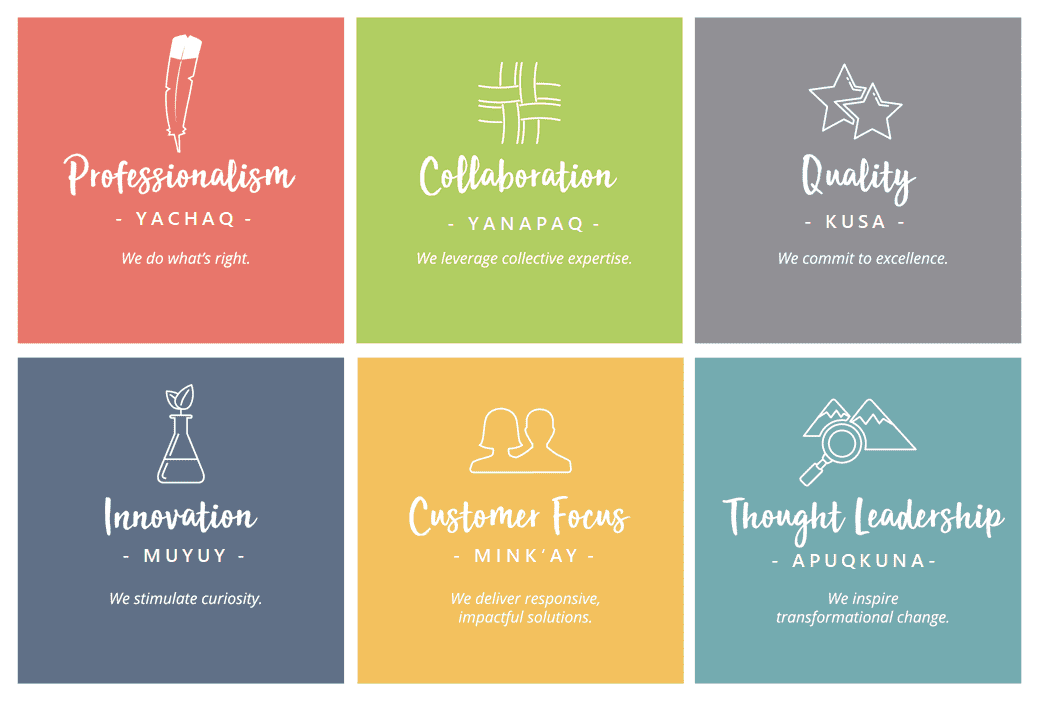 Professionalism
- YACHAQ -
We do what's right.
Collaboration
- YANAPAQ -
We leverage collective expertise.
Quality
- KUSA -
We commit to excellence.
Innovation
- MUYUY -
We stimulate curiosity.
Customer Focus
- MINK'AY -
We deliver responsive,
impactful solutions.
Thought Leadership
- APUQKUNA-
We inspire
transformational change.